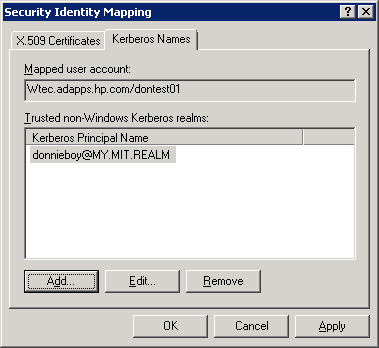 Security Identity Mapping
X.509 Certificates Kerberos Names
Mapped user account:
Wtec.adapps.hp.com/dontest01
Trusted non-Windows Kerberos realms:
Kerberos Principal Name
donnieboy@MY.MIT.REALM
Add... Edit... Remove
OK Cancel Apply